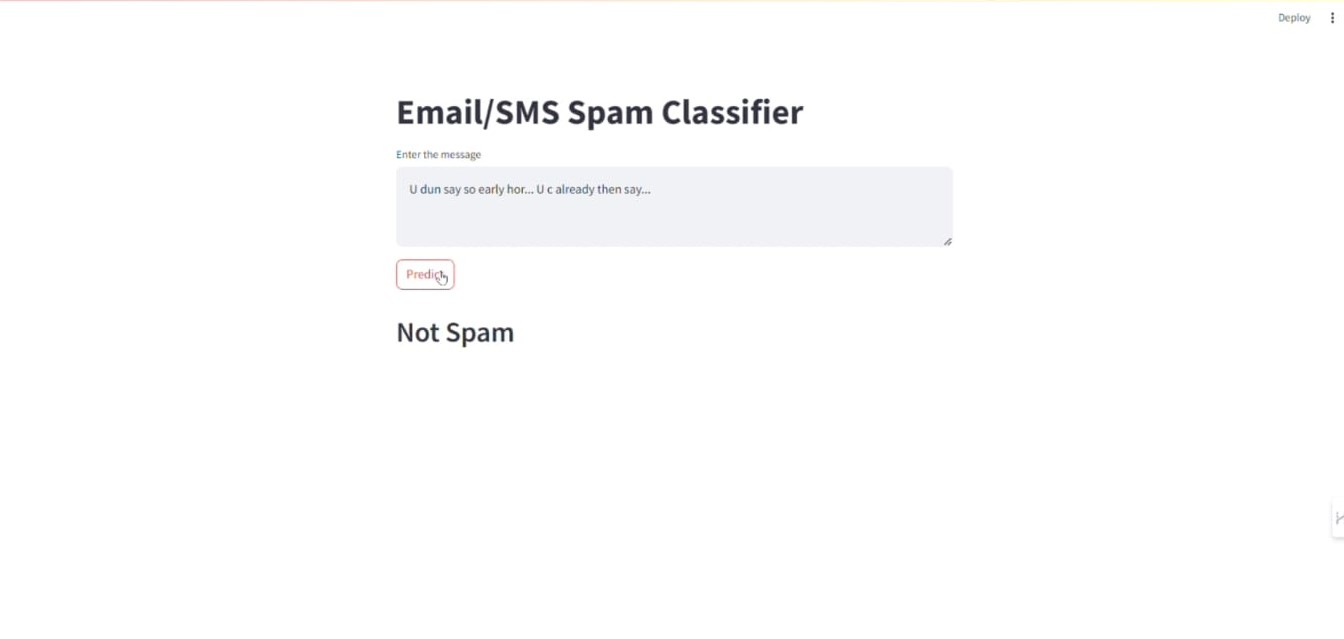 Deploy
Email/SMS Spam Classifier
Enter the message
U dun say so early hor... U c already then say...
Predict
Not Spam